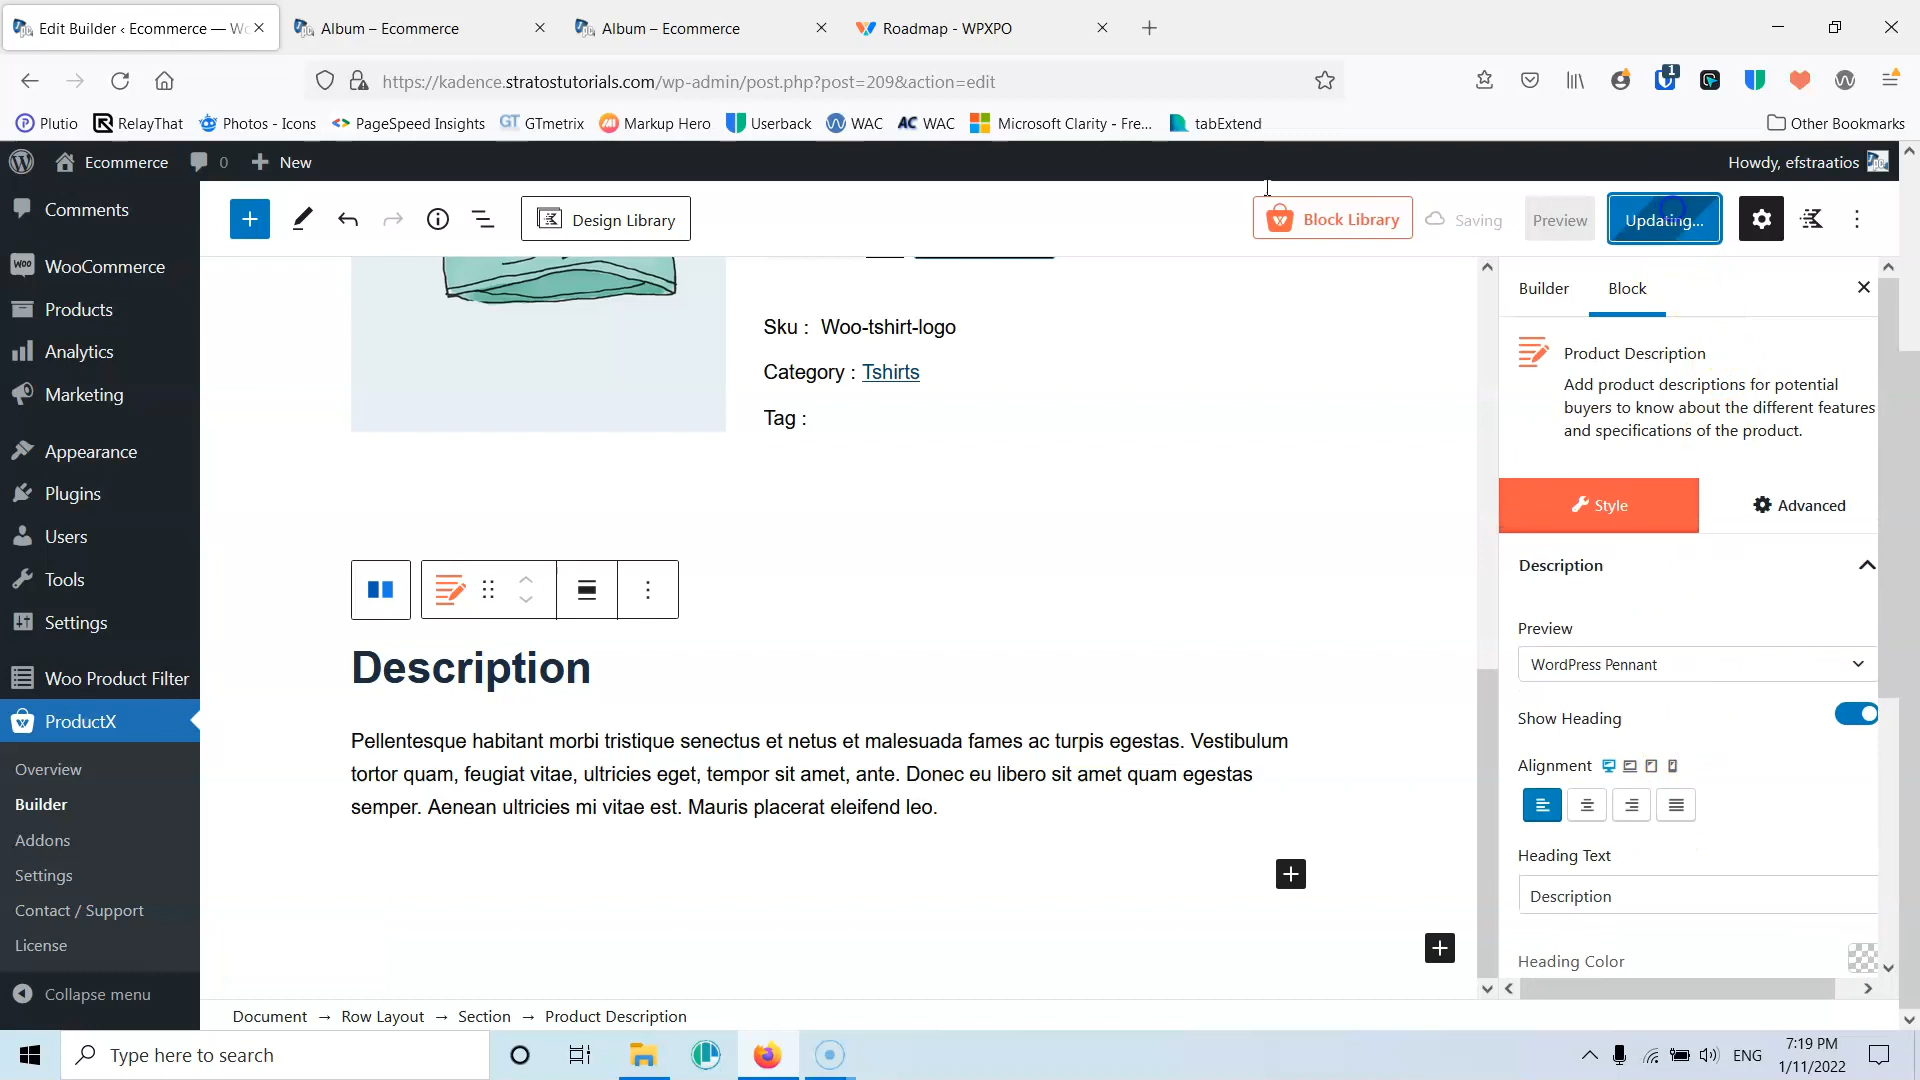 Edit Builder ‹ Ecommerce — Wo
Album – Ecommerce
Album – Ecommerce
Roadmap - WPXPO
https://kadence.stratostutorials.com/wp-admin/post.php?post=209&action=edit
1
Plutio
RelayThat
Photos - Icons
PageSpeed Insights
GT GTmetrix
Markup Hero
Userback
WAC
AC WAC
Microsoft Clarity - Fre...
tabExtend
Other Bookmarks
Ecommerce
0
New
Howdy, efstraatios
Comments
WooCommerce
Products
Analytics
Marketing
Appearance
Plugins
Users
Tools
Settings
Woo Product Filter
ProductX
Overview
Builder
Addons
Settings
Contact / Support
License
Collapse menu
Design Library
Block Library
Saving
Preview
Updating...
Sku : Woo-tshirt-logo
Category : Tshirts
Tag :
Description
Pellentesque habitant morbi tristique senectus et netus et malesuada fames ac turpis egestas. Vestibulum
tortor quam, feugiat vitae, ultricies eget, tempor sit amet, ante. Donec eu libero sit amet quam egestas
semper. Aenean ultricies mi vitae est. Mauris placerat eleifend leo.
Builder
Block
Product Description
Add product descriptions for potential
buyers to know about the different features
and specifications of the product.
Style
Advanced
Description
Preview
WordPress Pennant
Show Heading
Alignment
Heading Text
Description
Heading Color
Document → Row Layout → Section → Product Description
Type here to search
ENG
7:19 PM
1/11/2022